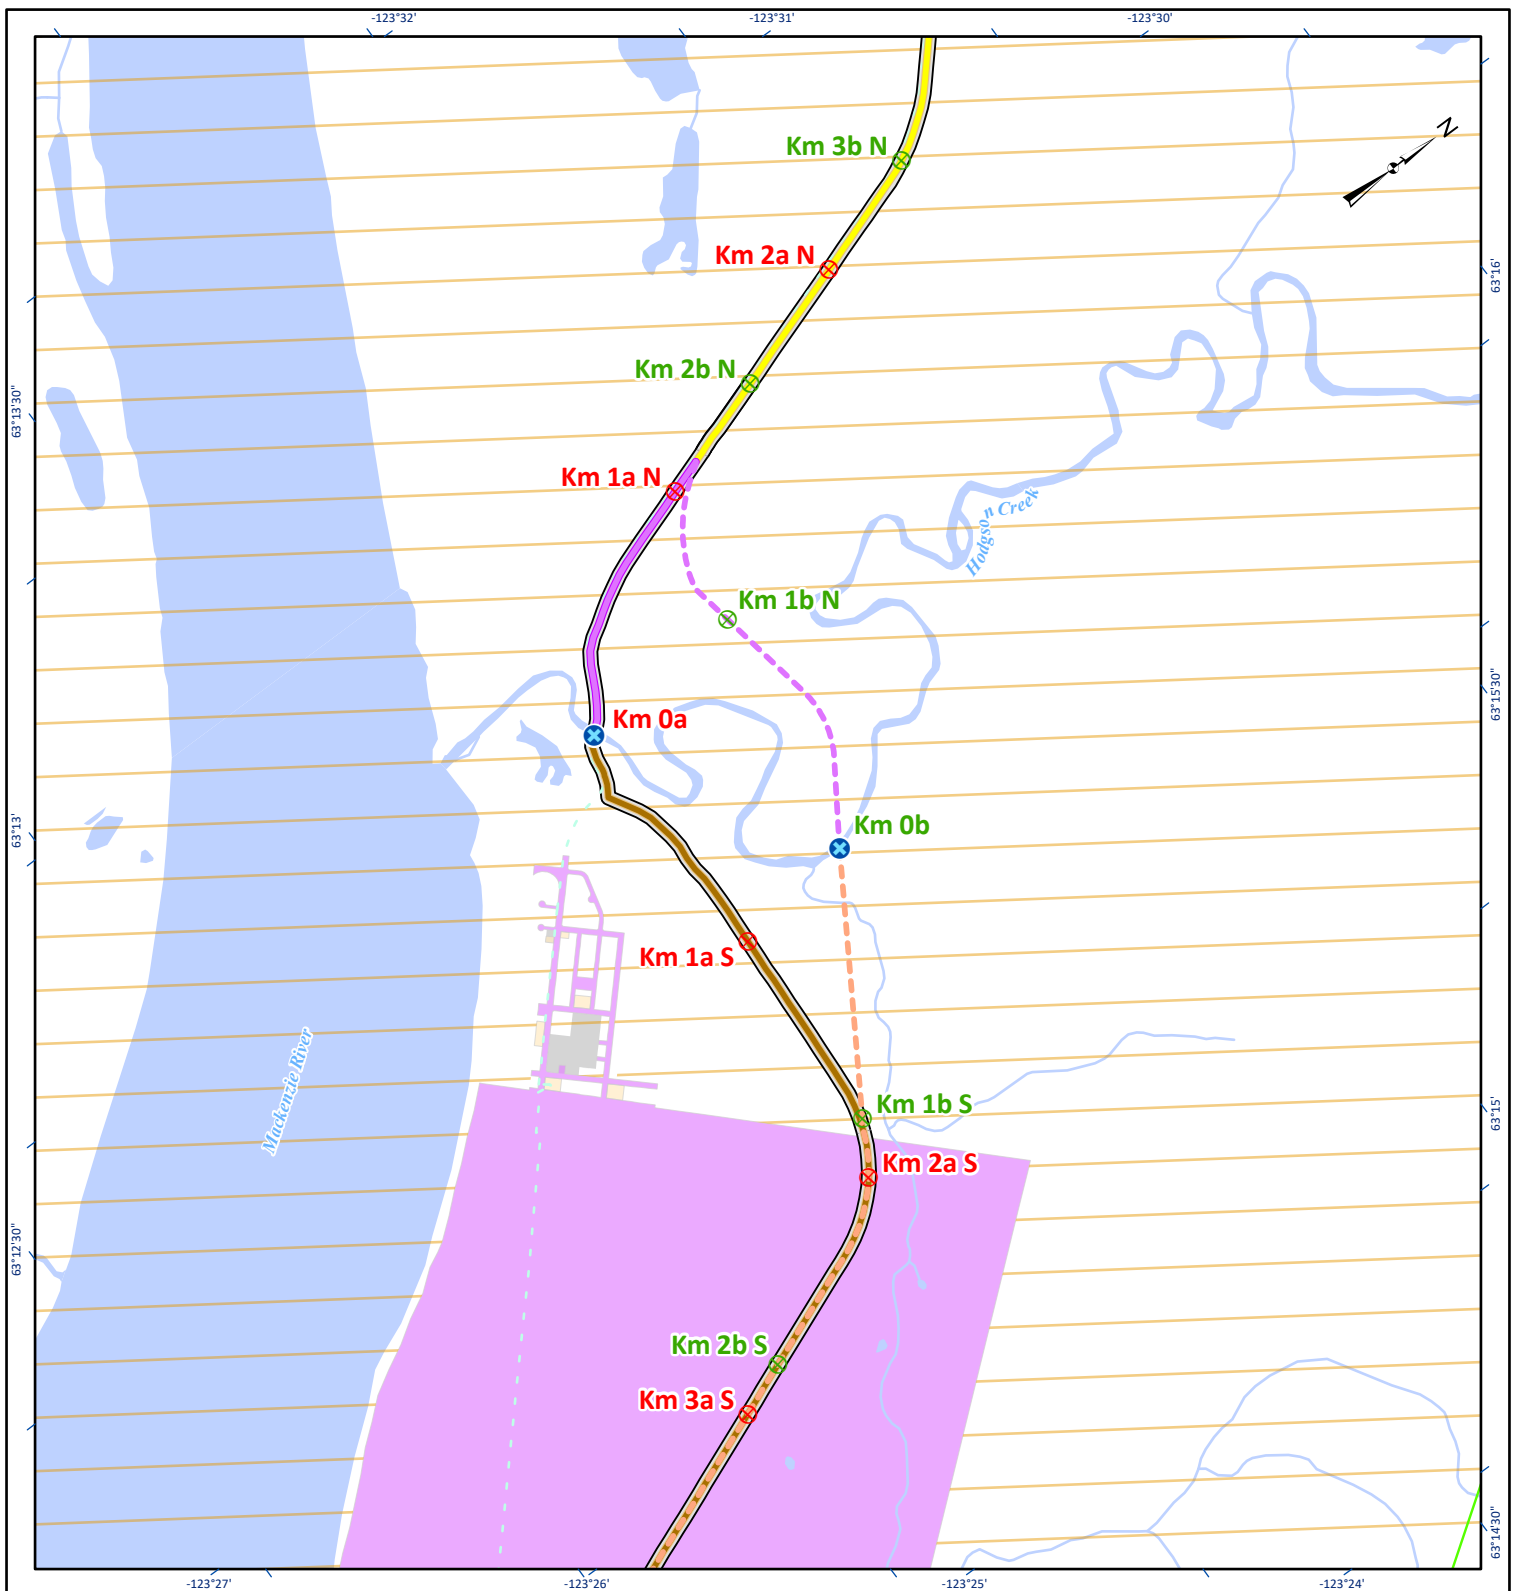 -123°32'
-123°31'
-123°30'
N
Km 3b N
Km 2a N
63°16'
Km 2b N
63°13'30"
Km 1a N
Hodgson Creek
Km 1b N
63°15'30"
Km 0a
63°13'
Km 0b
Km 1a S
Mackenzie River
Km 1b S
63°15'
Km 2a S
63°12'30"
Km 2b S
Km 3a S
63°14'30"
-123°27'
-123°26'
-123°25'
-123°24'